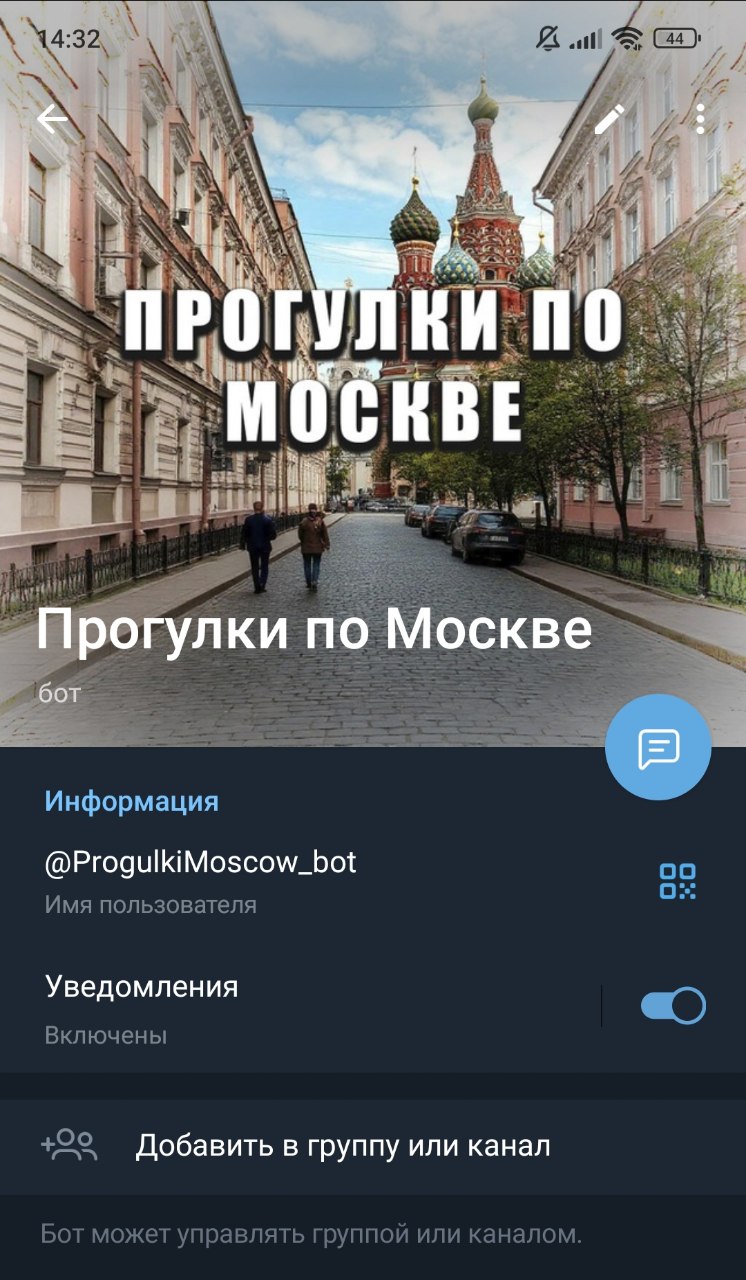 14:32
44
ПРОГУЛКИ ПО
МОСКВЕ
Прогулки по Москве
бот
Информация
@ProgulkiMoscow_bot
Имя пользователя
Уведомления
Включены
Добавить в группу или канал
Бот может управлять группой или каналом.